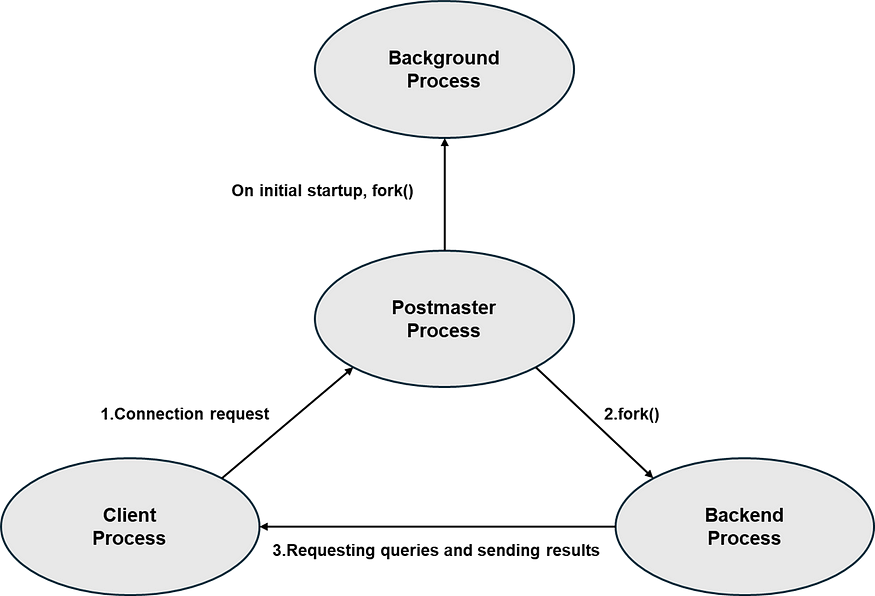 Background
Process
On initial startup, fork()
Postmaster
Process
1.Connection request
2.fork()
Client
Process
Backend
Process
3.Requesting queries and sending results